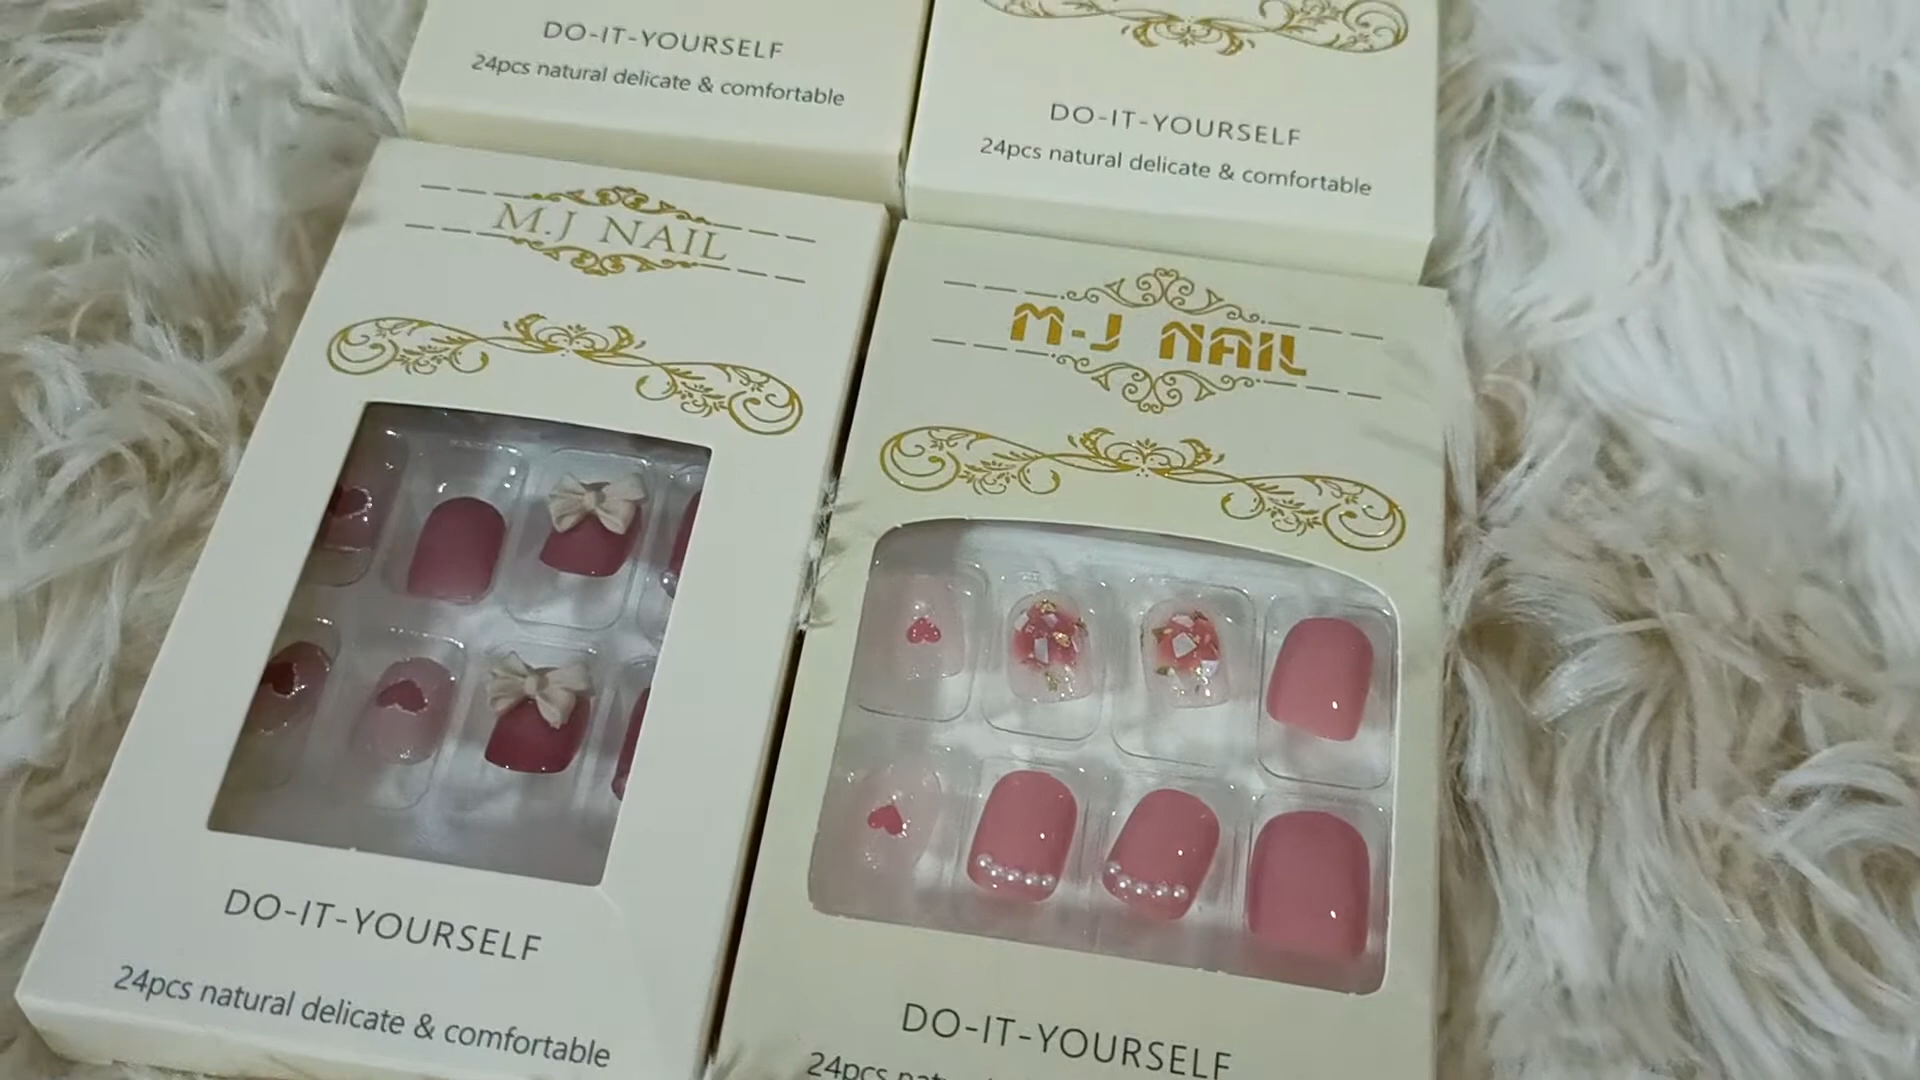 DO-IT-YOURSELF
24pcs natural delicate & comfortable
DO-IT-YOURSELF
24pcs natural delicate & comfortable
M.J NAIL
DO-IT-YOURSELF
24pcs natural delicate & comfortable
M-J NAIL
DO-IT-YOURSELF
24pcs